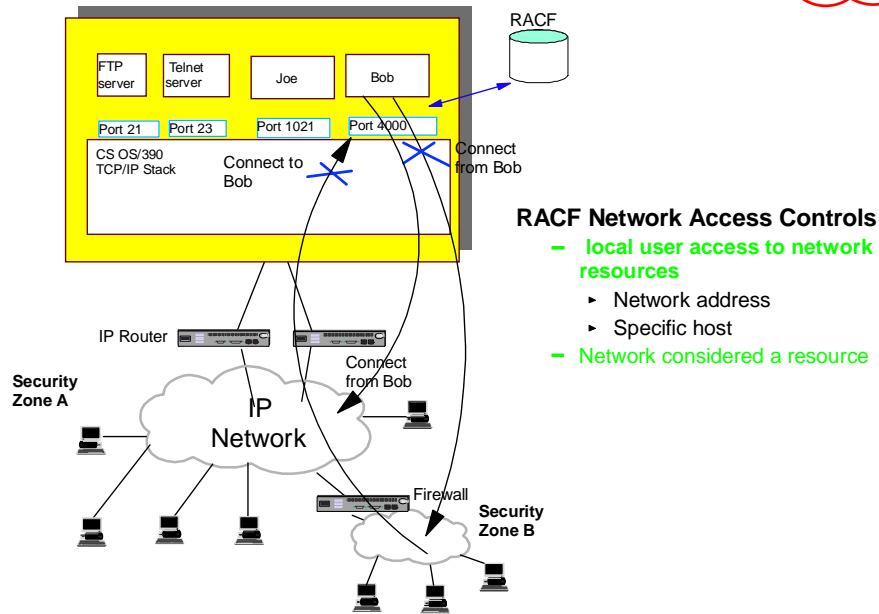 RACF
FTP
server
Telnet
server
Joe
Bob
Port 21
Port 23
Port 1021
Port 4000
CS OS/390
TCP/IP Stack
Connect to
Bob
Connect
from Bob
RACF Network Access Controls
– local user access to network
resources
► Network address
► Specific host
– Network considered a resource
IP Router
Connect
from Bob
Security
Zone A
IP
Network
Firewall
Security
Zone B